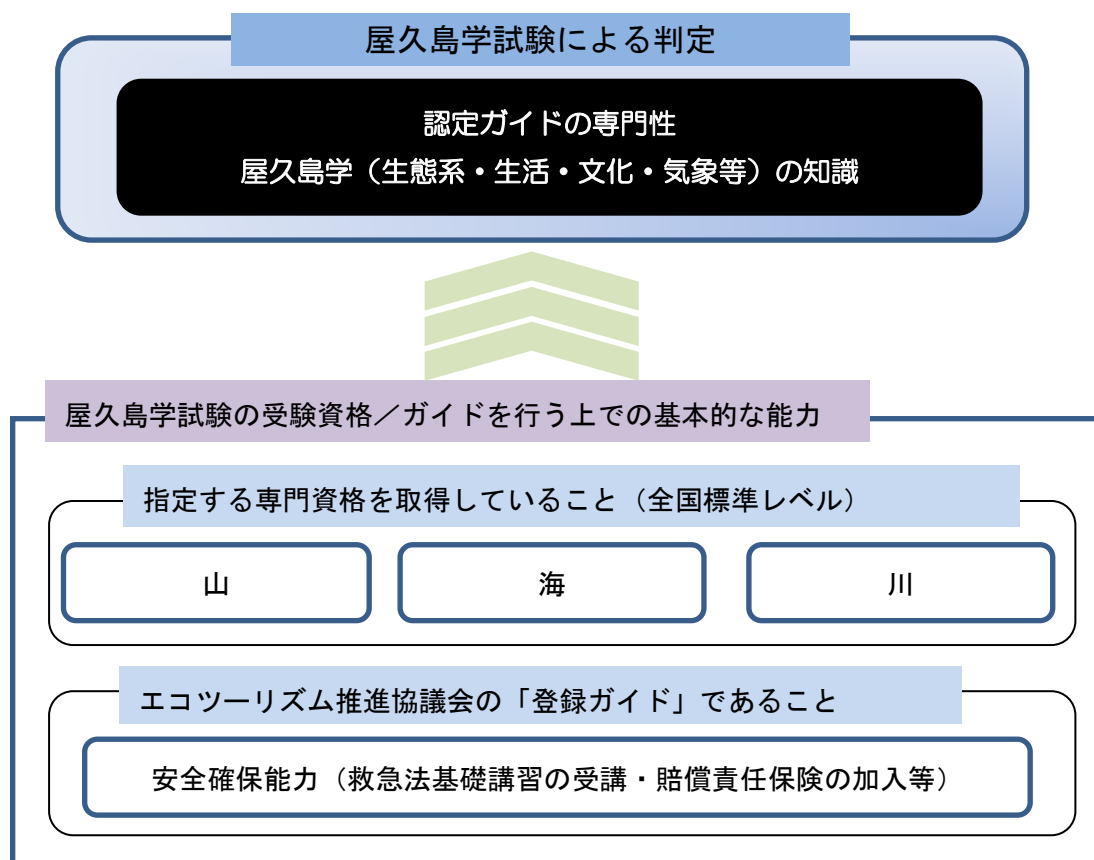 屋久島学試験による判定
認定ガイドの専門性
屋久島学（生態系・生活・文化・気象等）の知識
屋久島学試験の受験資格／ガイドを行う上での基本的な能力
指定する専門資格を取得していること（全国標準レベル）
山
海
川
エコツーリズム推進協議会の「登録ガイド」であること
安全確保能力（救急法基礎講習の受講・賠償責任保険の加入等）